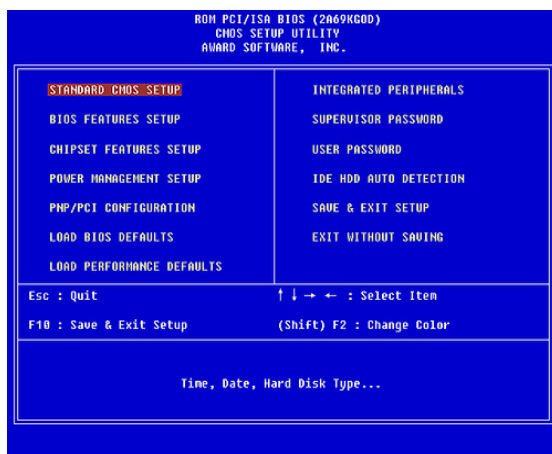 ROM PCI/ISA BIOS (2A69KGOD)
CMOS SETUP UTILITY
AWARD SOFTWARE, INC.
STANDARD CMOS SETUP
BIOS FEATURES SETUP
CHIPSET FEATURES SETUP
POWER MANAGEMENT SETUP
PNP/PCI CONFIGURATION
LOAD BIOS DEFAULTS
LOAD PERFORMANCE DEFAULTS
INTEGRATED PERIPHERALS
SUPERVISOR PASSWORD
USER PASSWORD
IDE HDD AUTO DETECTION
SAVE & EXIT SETUP
EXIT WITHOUT SAVING
Esc : Quit
F10 : Save & Exit Setup
↑ ↓ → ← : Select Item
(Shift) F2 : Change Color
Time, Date, Hard Disk Type...